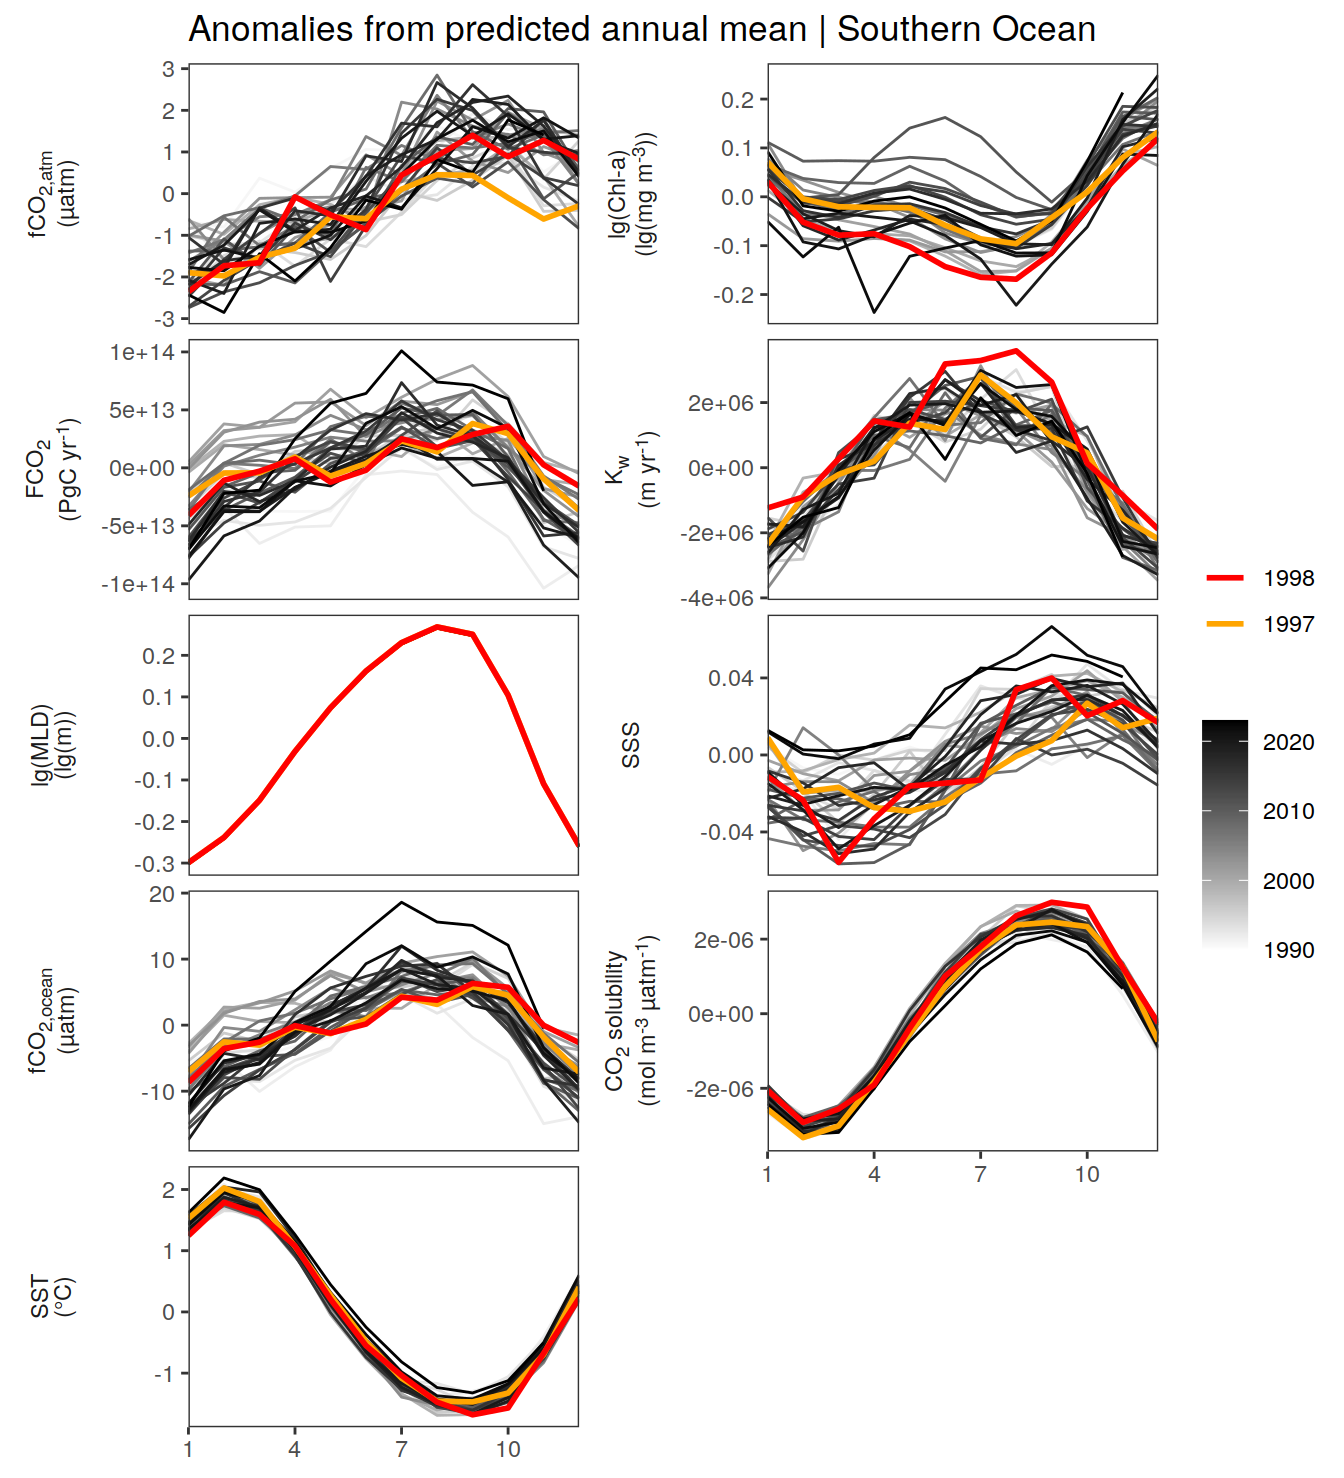 Anomalies from predicted annual mean | Southern Ocean
fCO2,atm
(µatm)
3
2
1
0
-1
-2
-3
lg(Chl-a)
(lg(mg m-3))
0.2
0.1
0.0
-0.1
-0.2
FCO2
(PgC yr-1)
1e+14
5e+13
0e+00
-5e+13
-1e+14
Kw
(m yr-1)
2e+06
0e+00
-2e+06
-4e+06
lg(MLD)
(lg(m))
0.2
0.1
0.0
-0.1
-0.2
-0.3
SSS
0.04
0.00
-0.04
fCO2,ocean
(µatm)
20
10
0
-10
CO2 solubility
(mol m-3 µatm-1)
2e-06
0e+00
-2e-06
1 4 7 10
SST
(°C)
2
1
0
-1
1 4 7 10
1998
1997
2020
2010
2000
1990